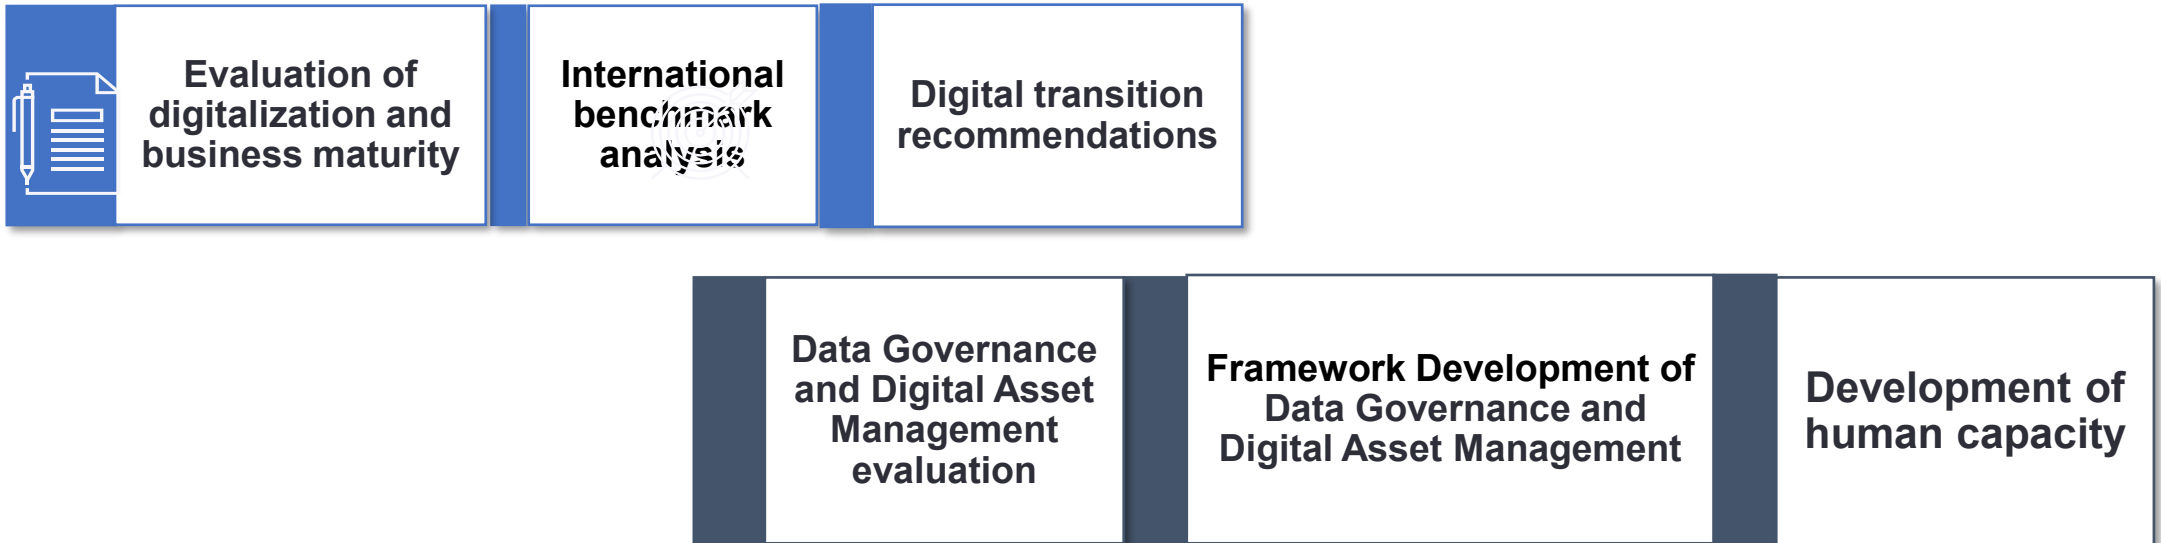 Evaluation of
digitalization and
business maturity
International
benchmark
analysis
Digital transition
recommendations
Data Governance
and Digital Asset
Management
evaluation
Framework Development of
Data Governance and
Digital Asset Management
Development of
human capacity